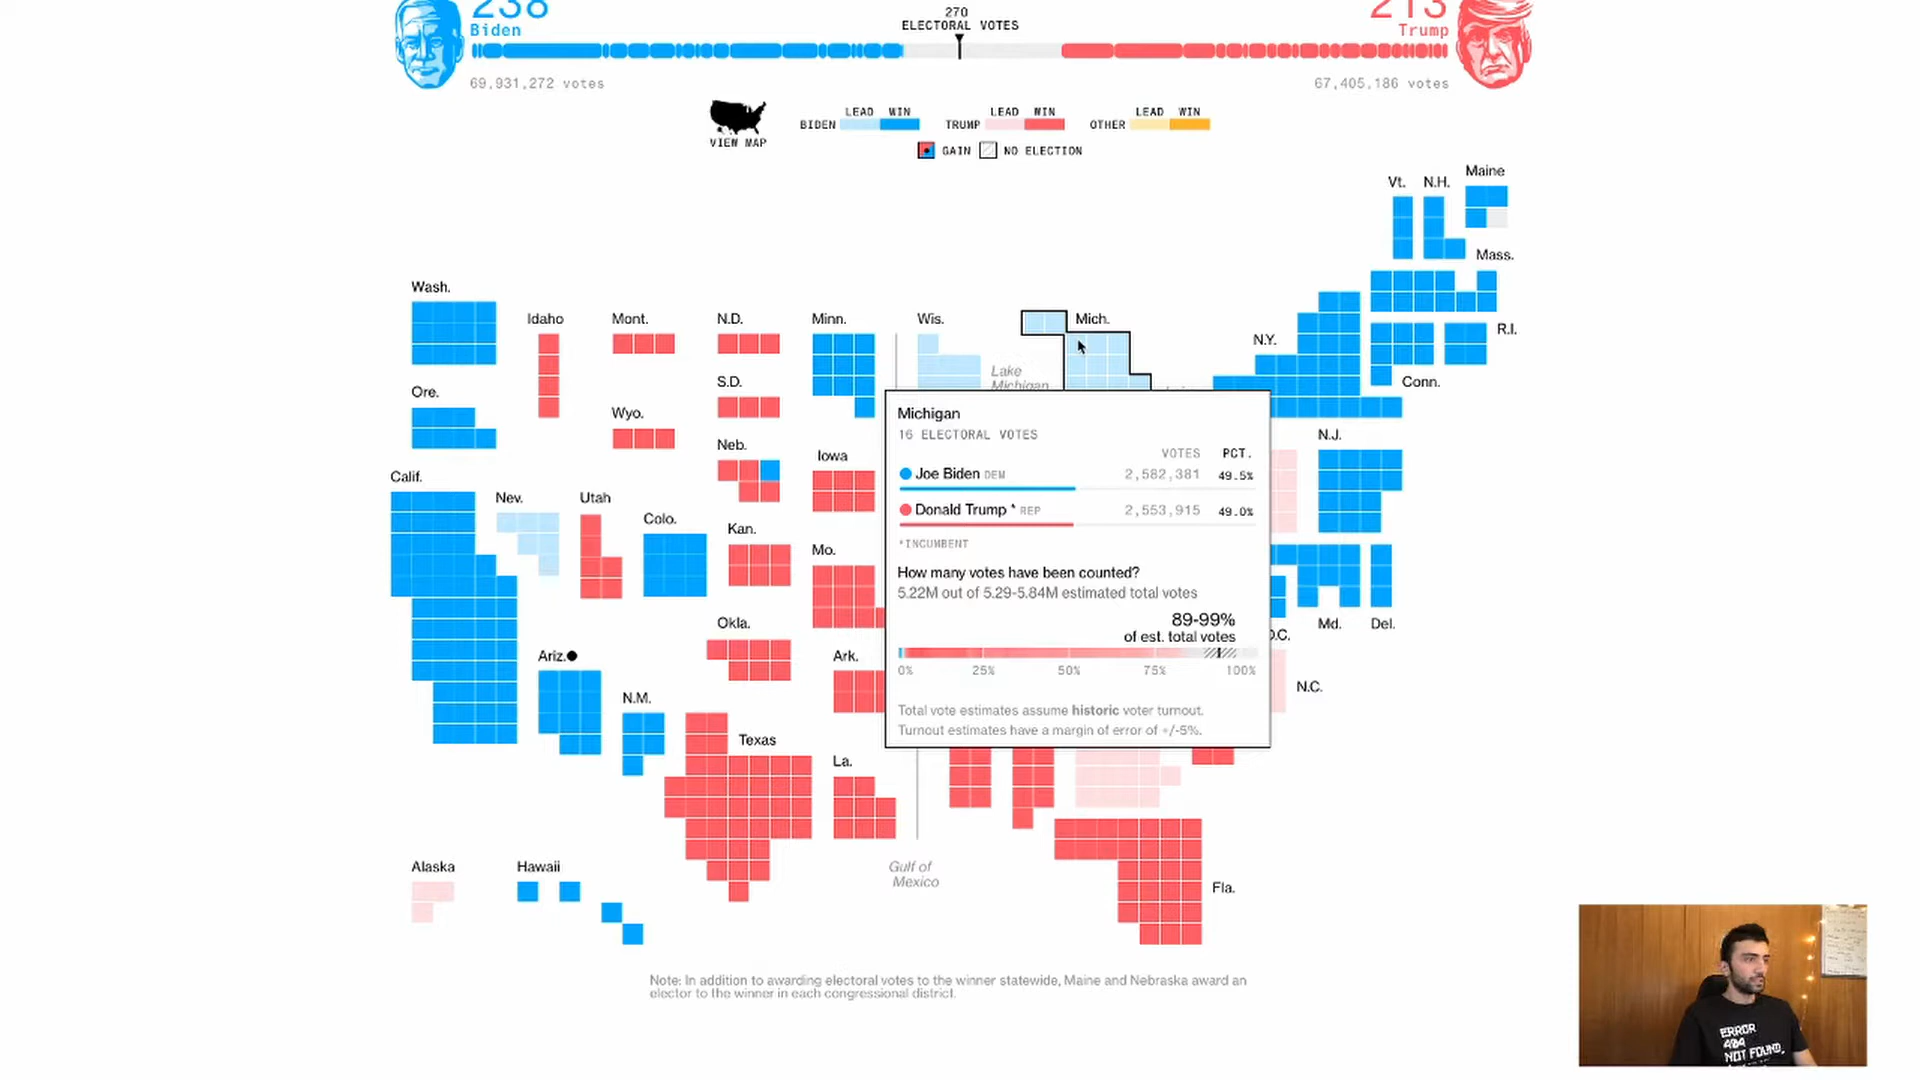 238
213
270
ELECTORAL VOTES
Biden
Trump
69,931,272 votes
67,405,186 votes
LEAD WIN
LEAD WIN
LEAD WIN
BIDEN
TRUMP
OTHER
VIEW MAP
GAIN
NO ELECTION
Maine
Vt.
N.H.
Mass.
Wash.
Idaho
Mont.
N.D.
Minn.
Wis.
Mich.
R.I.
N.Y.
Lake
Michigan
S.D.
Conn.
Ore.
Wyo.
Neb.
Iowa
N.J.
Michigan
16 ELECTORAL VOTES
VOTES PCT.
Joe Biden DEM 2,582,381 49.5%
Donald Trump * REP 2,553,915 49.0%
*INCUMBENT
How many votes have been counted?
5.22M out of 5.29-5.84M estimated total votes
89-99%
of est. total votes
0% 25% 50% 75% 100%
Total vote estimates assume historic voter turnout.
Turnout estimates have a margin of error of +/-5%.
Calif.
Nev.
Utah
Colo.
Kan.
Mo.
Okla.
Md.
Del.
D.C.
Ariz.
Ark.
N.C.
N.M.
Texas
La.
Alaska
Hawaii
Gulf of
Mexico
Fla.
Note: In addition to awarding electoral votes to the winner statewide, Maine and Nebraska award an
elector to the winner in each congressional district.
ERROR
404
NOT FOUND.